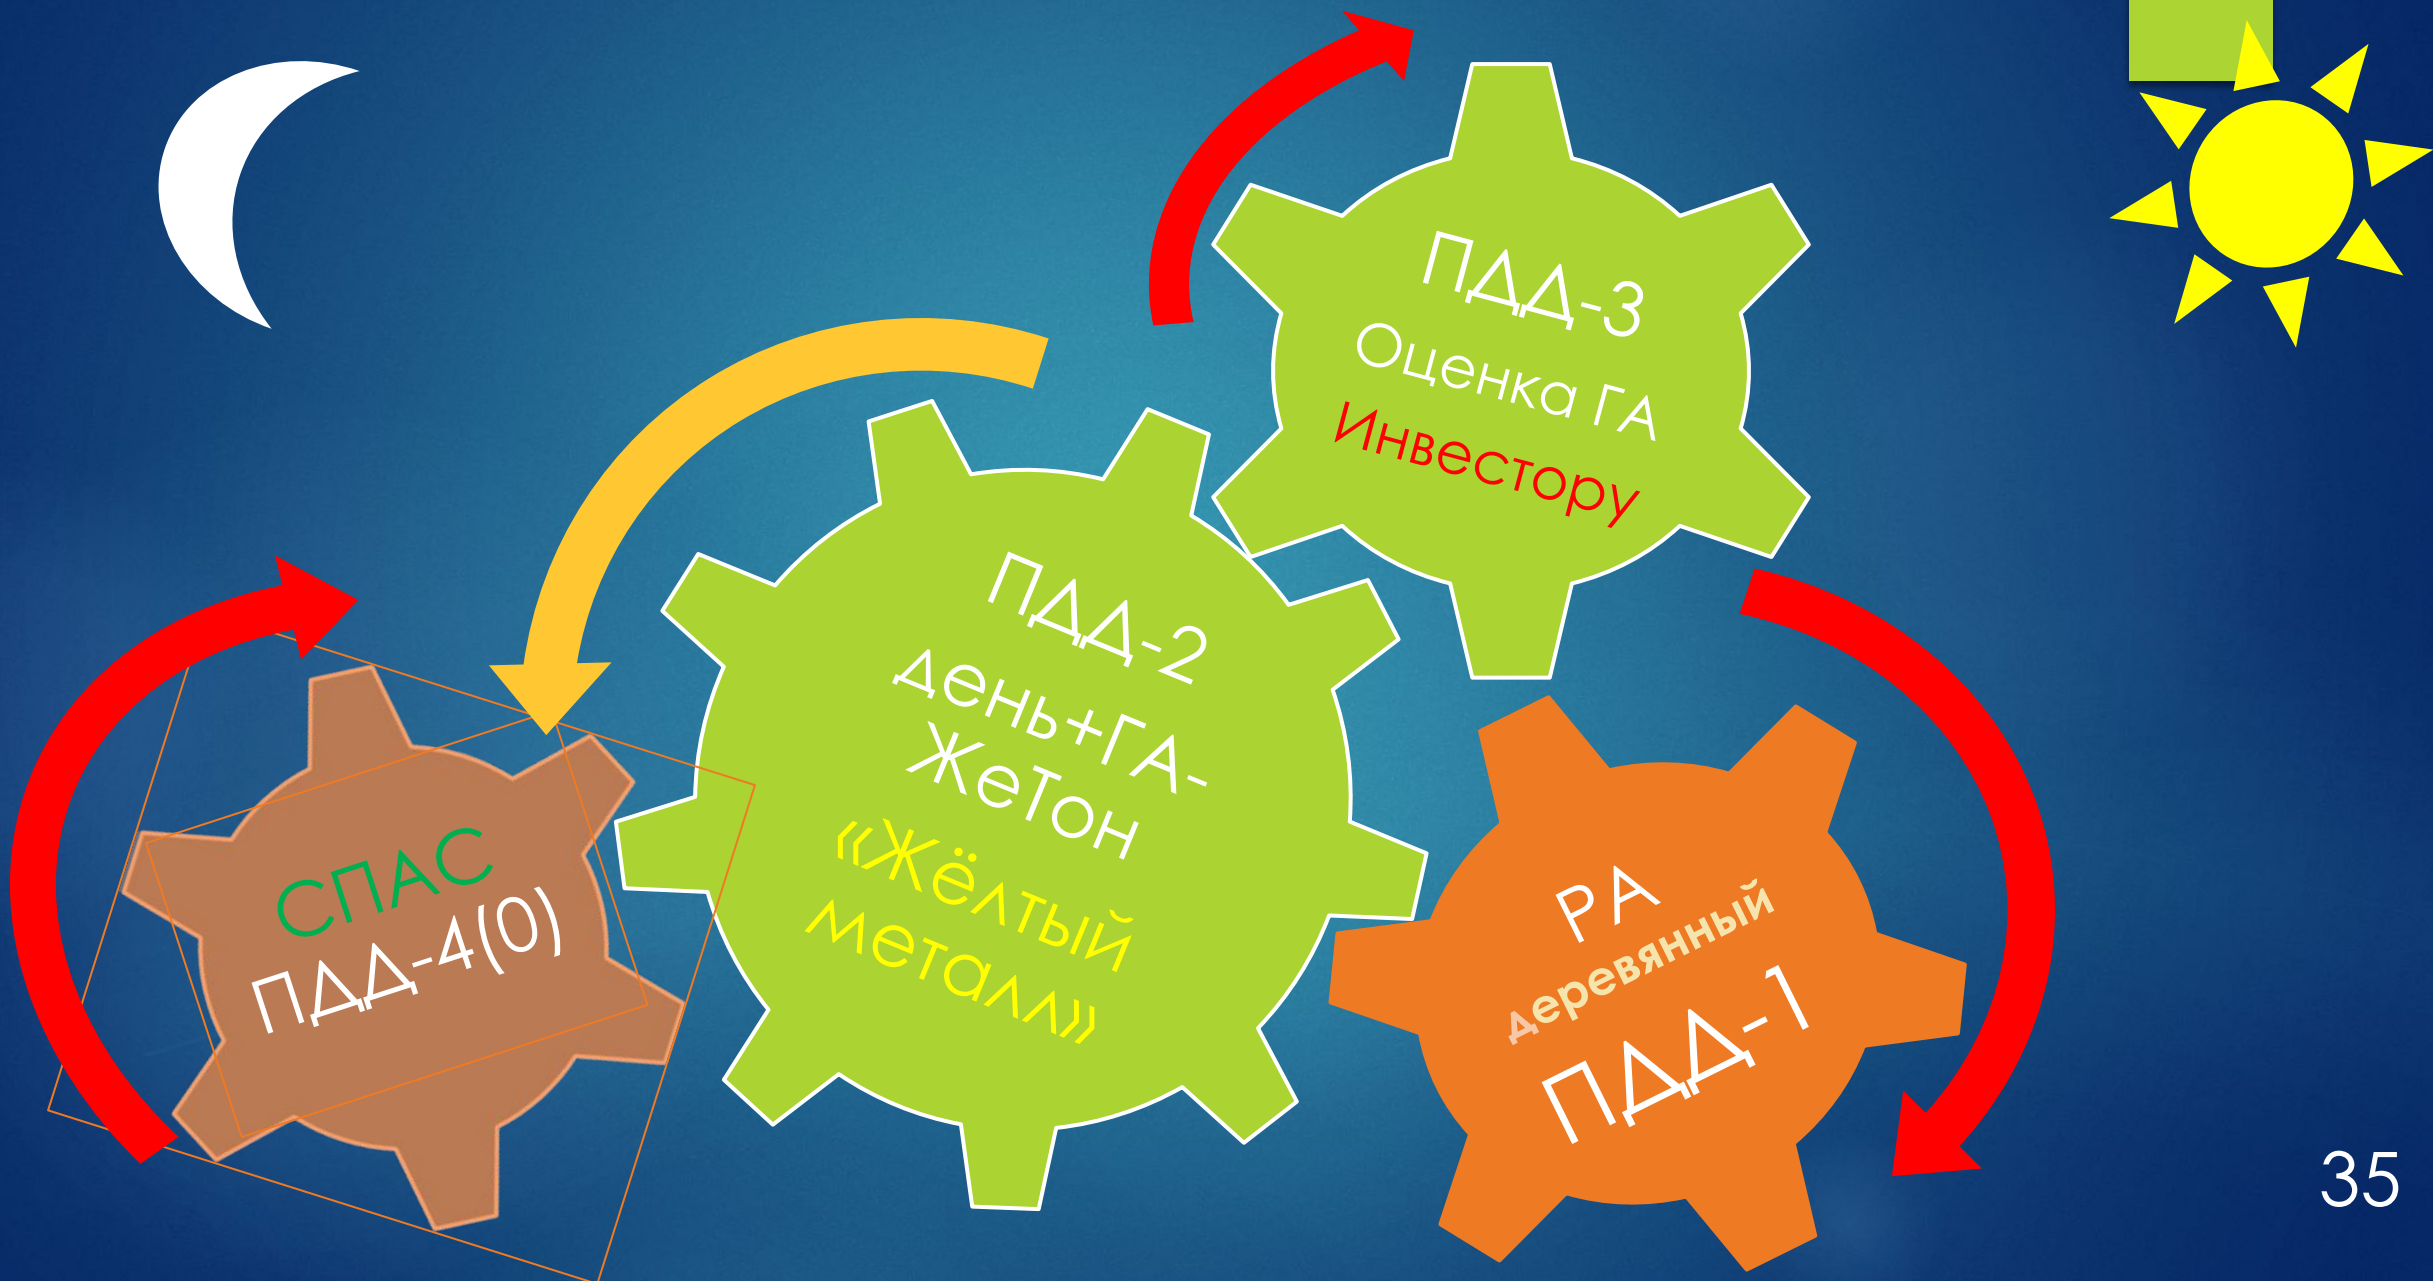 ПДД-3
Оценка ГА
Инвестору
ПДД-2
день+ГА-
Жетон
«Жёлтый
металл»
СПАС
ПДД-4(0)
РА
деревянный
ПДД-1
35